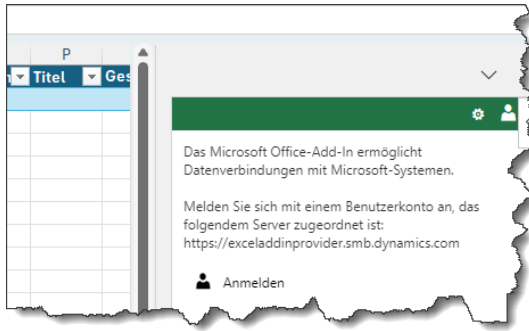 P
Titel Ges
Das Microsoft Office-Add-In ermöglicht
Datenverbindungen mit Microsoft-Systemen.
Melden Sie sich mit einem Benutzerkonto an, das
folgendem Server zugeordnet ist:
https://exceladdinprovider.smb.dynamics.com
Anmelden